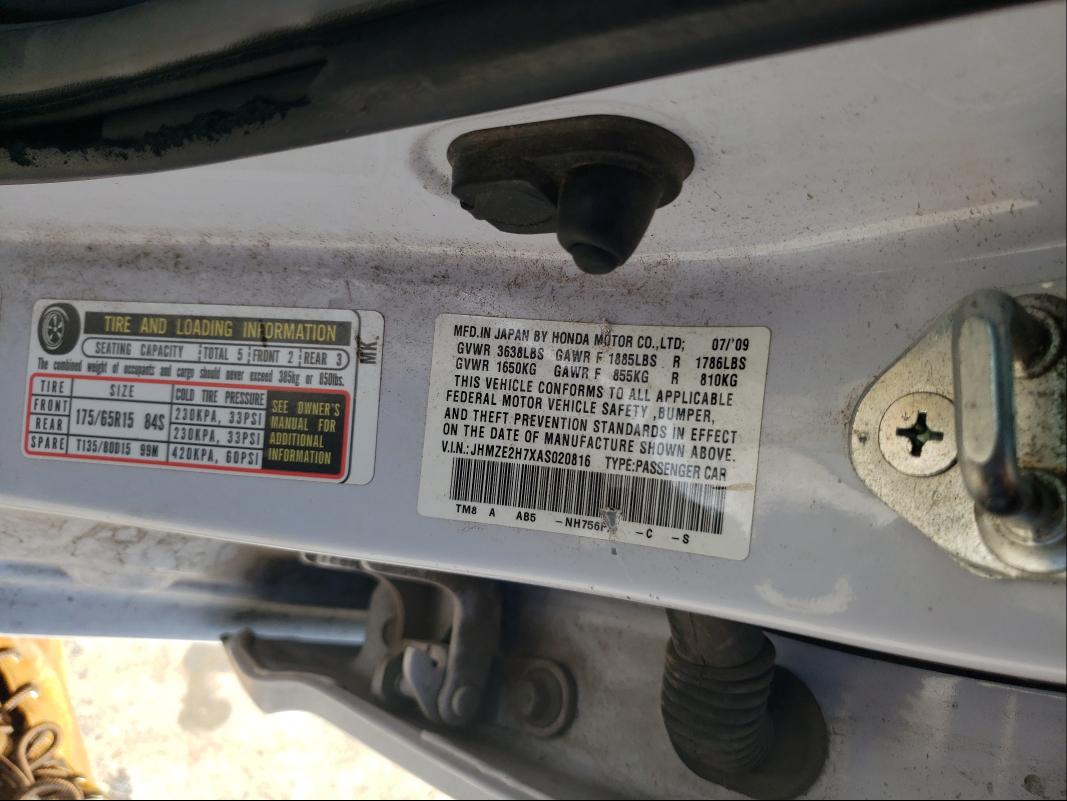 TIRE AND LOADING INFORMATION
SEATING CAPACITY TOTAL 5 FRONT 2 REAR 3
The combined weight of occupants and cargo should never exceed 385kg or 850lbs.
TIRE SIZE COLD TIRE PRESSURE
FRONT 175/65R15 84S 230KPA, 33PSI
REAR 230KPA, 33PSI
SPARE T135/80D15 99M 420KPA, 60PSI
SEE OWNER'S
MANUAL FOR
ADDITIONAL
INFORMATION
MK.
MFD.IN JAPAN BY HONDA MOTOR CO.,LTD; 07/'09
GVWR 3638LBS GAWR F 1885LBS R 1786LBS
GVWR 1650KG GAWR F 855KG R 810KG
THIS VEHICLE CONFORMS TO ALL APPLICABLE
FEDERAL MOTOR VEHICLE SAFETY ,BUMPER,
AND THEFT PREVENTION STANDARDS IN EFFECT
ON THE DATE OF MANUFACTURE SHOWN ABOVE.
V.I.N.:JHMZE2H7XAS020816 TYPE:PASSENGER CAR
TM8 A AB5 -C -S